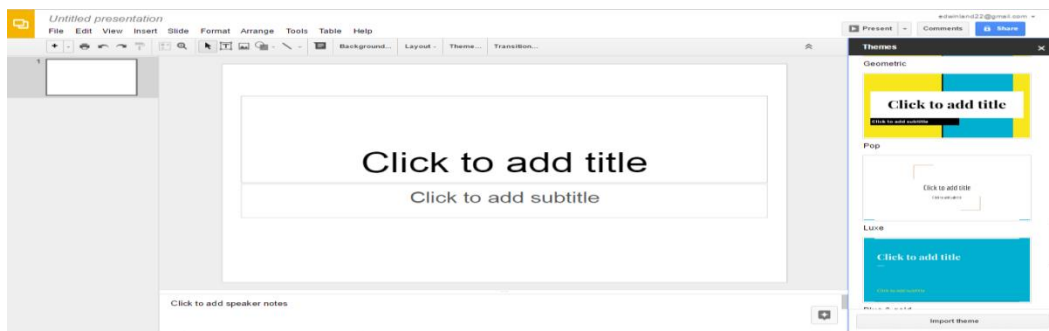 Untitled presentation
edwinland22@gmail.com
File Edit View Insert Slide Format Arrange Tools Table Help
Present Comments Share
Background... Layout Theme... Transition...
Themes
1
Geometric
Click to add title
Click to add subtitle
Pop
Click to add title
Click to add subtitle
Click to add title
Luxe
Click to add title
Click to add speaker notes
Import theme